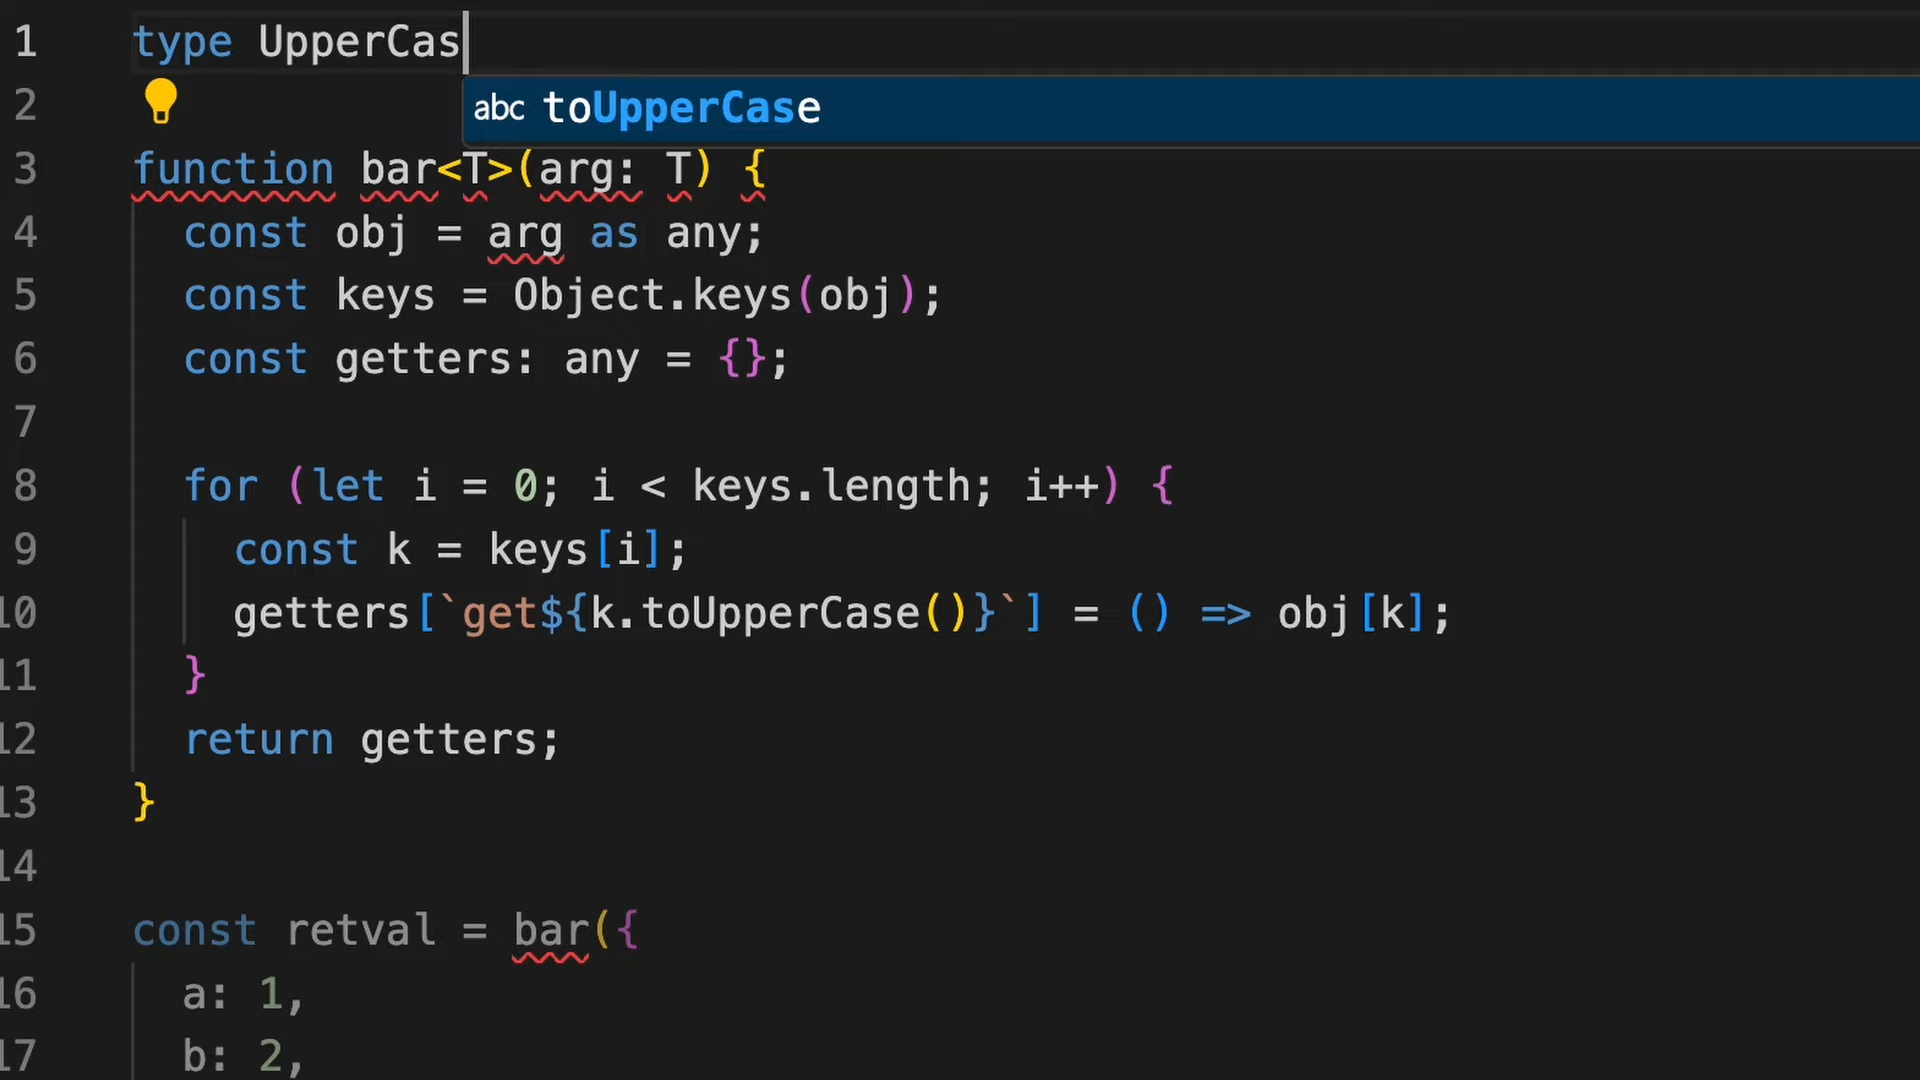 1 type UpperCas
2 abc toUpperCase
3 function bar<T>(arg: T) {
4 const obj = arg as any;
5 const keys = Object.keys(obj);
6 const getters: any = {};
7
8 for (let i = 0; i < keys.length; i++) {
9 const k = keys[i];
10 getters[`get${k.toUpperCase()}`] = () => obj[k];
11 }
12 return getters;
13 }
14
15 const retval = bar({
16 a: 1,
17 b: 2,